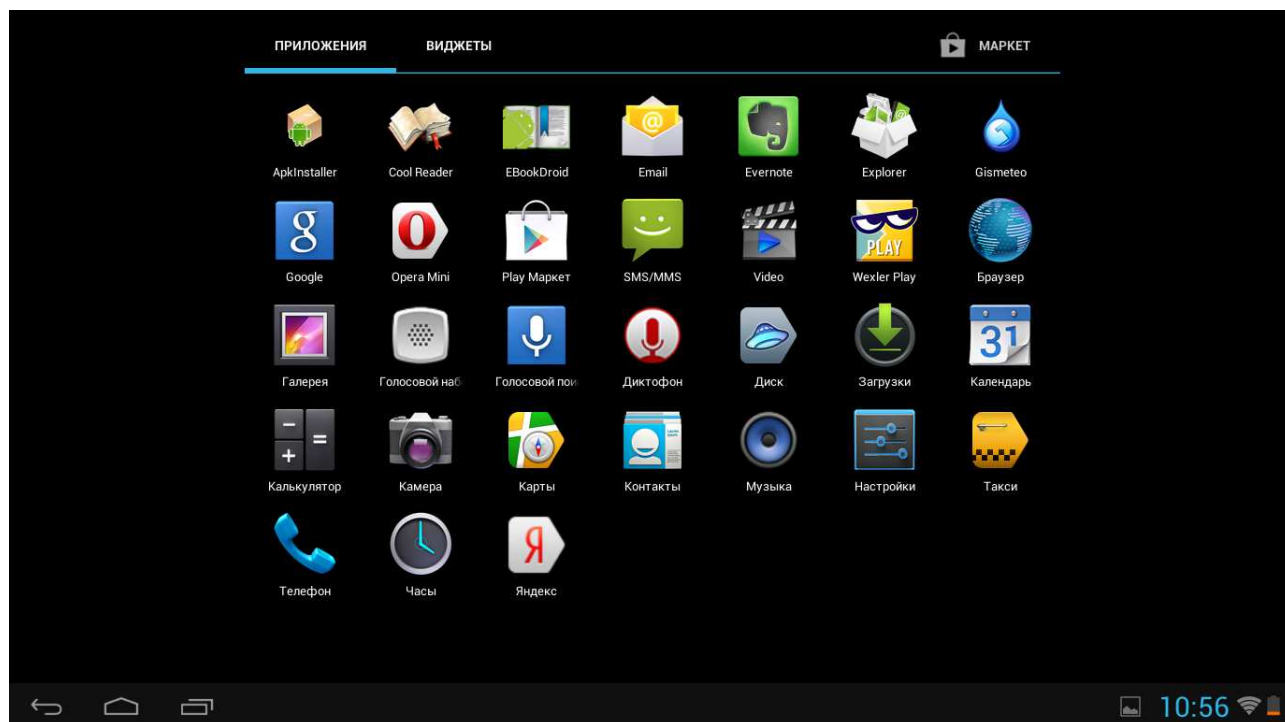 ПРИЛОЖЕНИЯ ВИДЖЕТЫ МАРКЕТ
ApkInstaller Cool Reader EBookDroid Email Evernote Explorer Gismeteo
Google Opera Mini Play Маркет SMS/MMS Video Wexler Play Браузер
Галерея Голосовой наб Голосовой пои Диктофон Диск Загрузки Календарь
Калькулятор Камера Карты Контакты Музыка Настройки Такси
Телефон Часы Яндекс
10:56